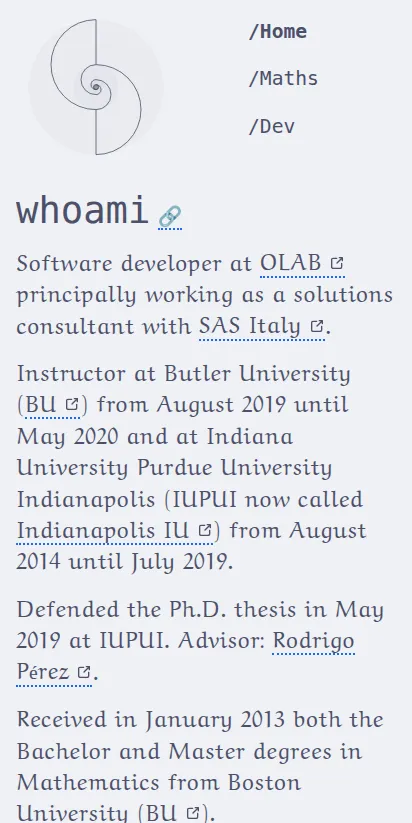 /Home
/Maths
/Dev
whoami
Software developer at OLAB
principally working as a solutions
consultant with SAS Italy.
Instructor at Butler University
(BU) from August 2019 until
May 2020 and at Indiana
University Purdue University
Indianapolis (IUPUI now called
Indianapolis IU) from August
2014 until July 2019.
Defended the Ph.D. thesis in May
2019 at IUPUI. Advisor: Rodrigo
Pérez.
Received in January 2013 both the
Bachelor and Master degrees in
Mathematics from Boston
University (BU).